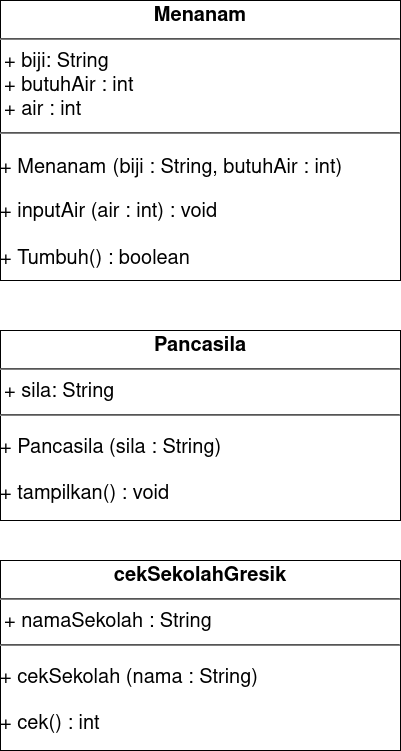 Menanam
+ biji: String
+ butuhAir : int
+ air : int
+ Menanam (biji : String, butuhAir : int)
+ inputAir (air : int) : void
+ Tumbuh() : boolean
Pancasila
+ sila: String
+ Pancasila (sila : String)
+ tampilkan() : void
cekSekolahGresik
+ namaSekolah : String
+ cekSekolah (nama : String)
+ cek() : int